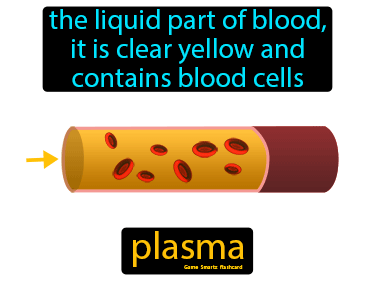 the liquid part of blood,
it is clear yellow and
contains blood cells
plasma
Game Smartz flashcard